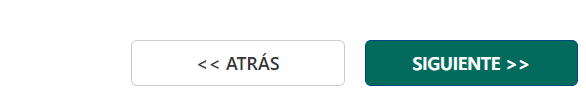 << ATRÁS
SIGUIENTE >>